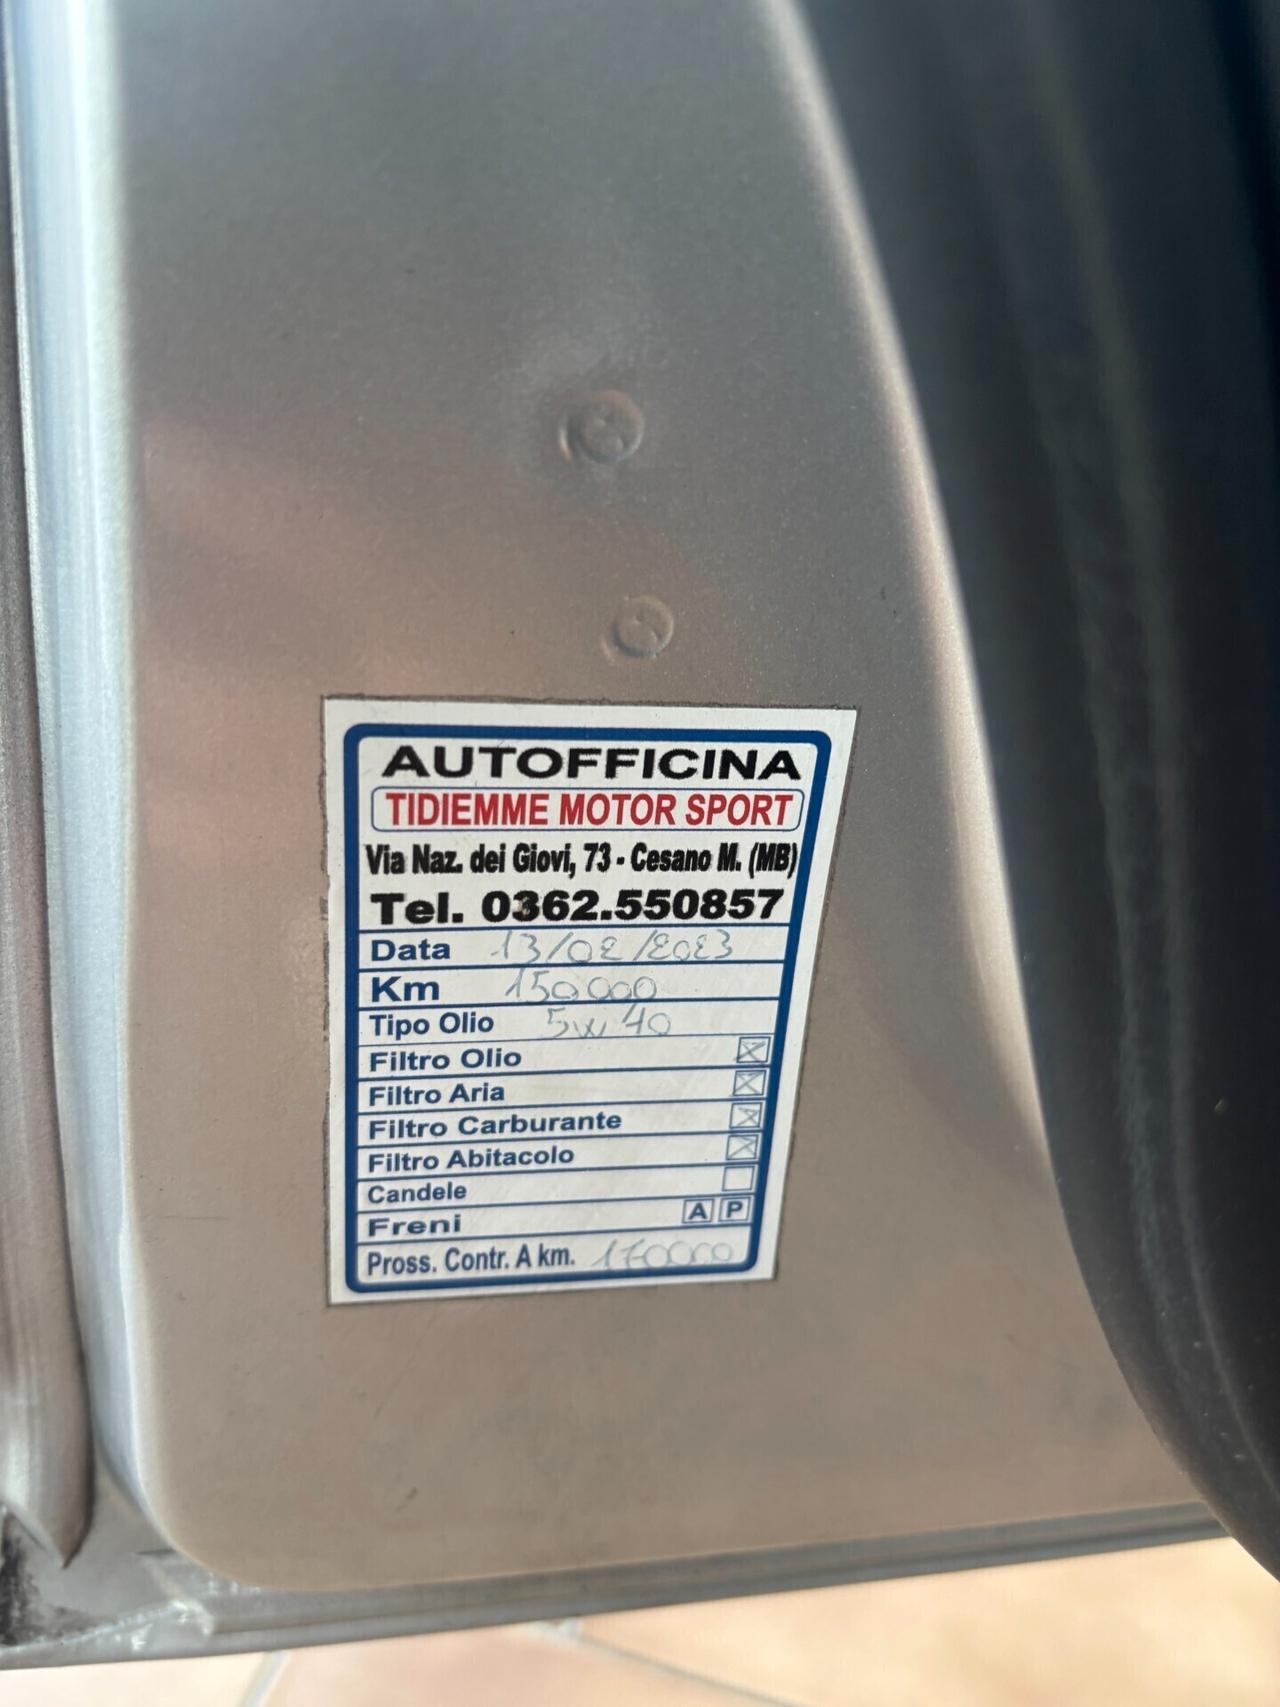 AUTOFFICINA
TIDIEMME MOTOR SPORT
Via Naz. dei Giovi, 73 - Cesano M. (MB)
Tel. 0362.550857
Data 13/02/2023
Km 150000
Tipo Olio 5w40
Filtro Olio
Filtro Aria
Filtro Carburante
Filtro Abitacolo
Candele
Freni A P
Pross. Contr. A km. 170000